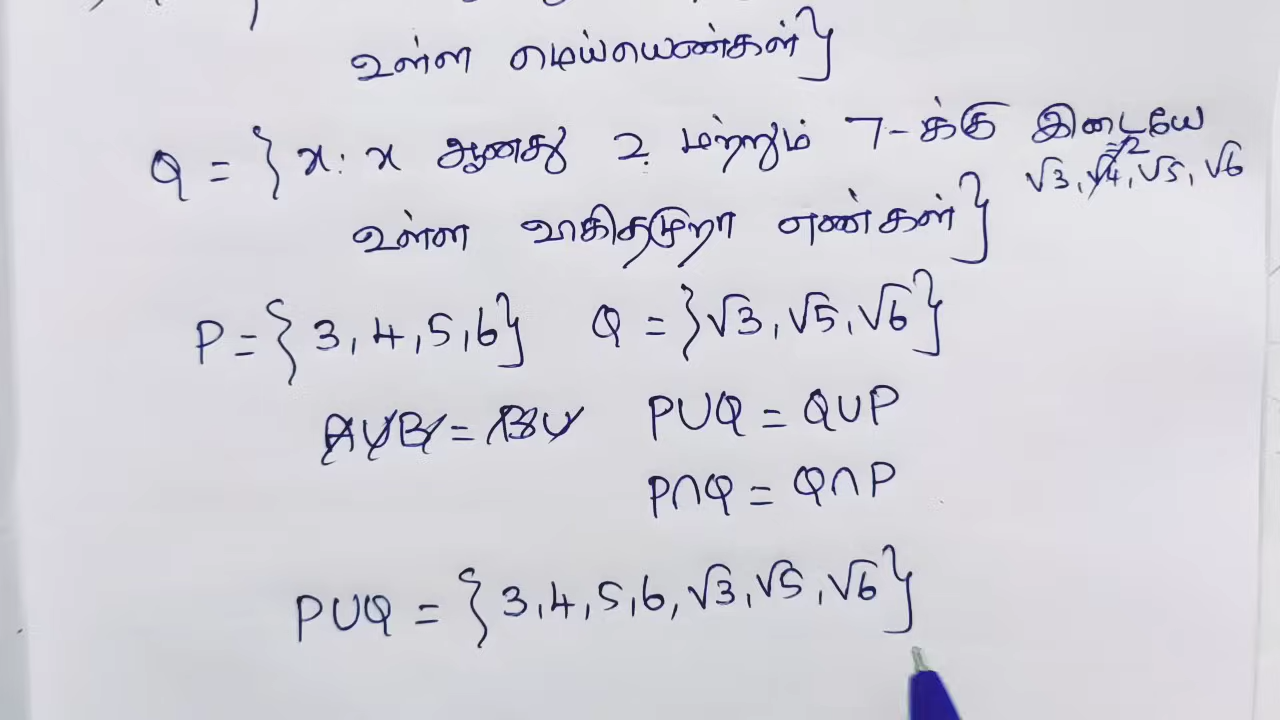 உள்ள மெய்யெண்கள்}
Q = {x : x ஆனது 2 மற்றும் 7-க்கு இடையே
√3, √4=2, √5, √6
உள்ள விகிதமுறா எண்கள்}
P = {3, 4, 5, 6} Q = {√3, √5, √6}
A∪B = B∪ P∪Q = Q∪P
P∩Q = Q∩P
P∪Q = {3, 4, 5, 6, √3, √5, √6}